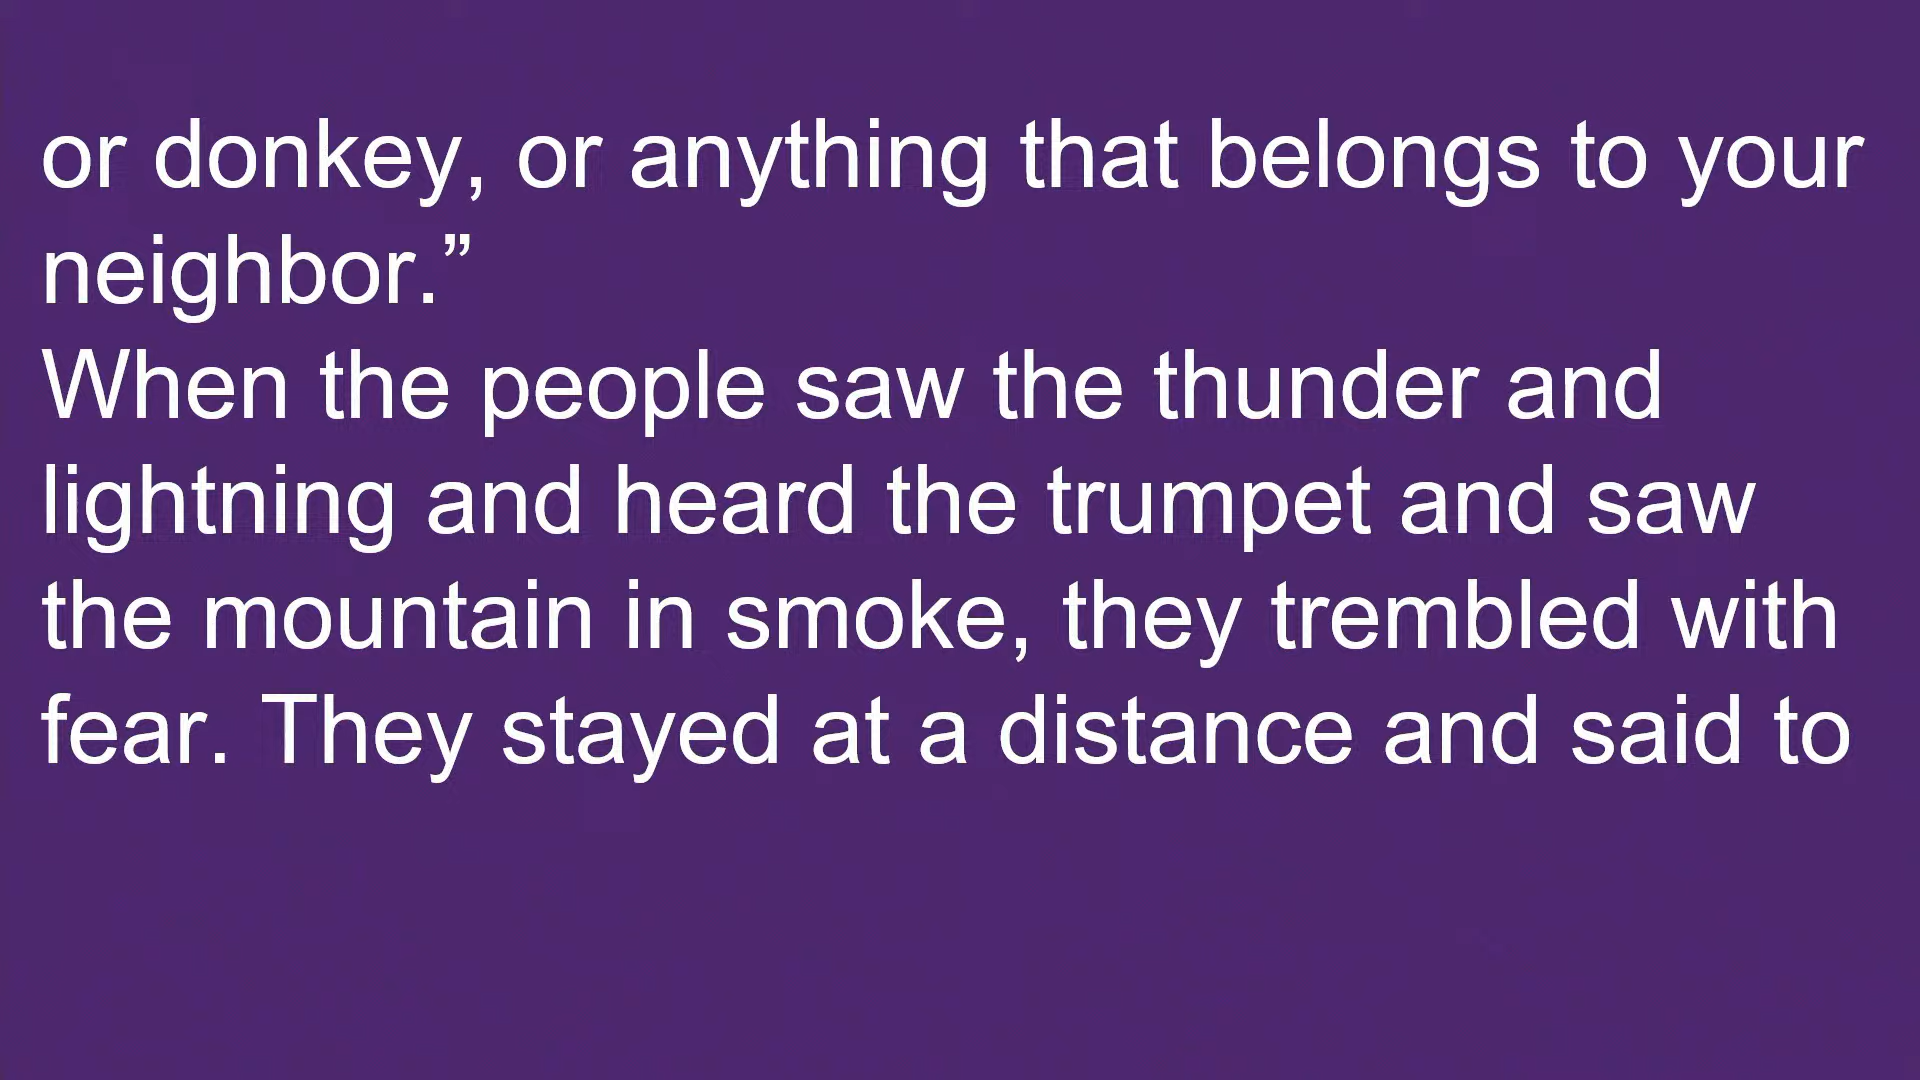 or donkey, or anything that belongs to your
neighbor.”
When the people saw the thunder and
lightning and heard the trumpet and saw
the mountain in smoke, they trembled with
fear. They stayed at a distance and said to